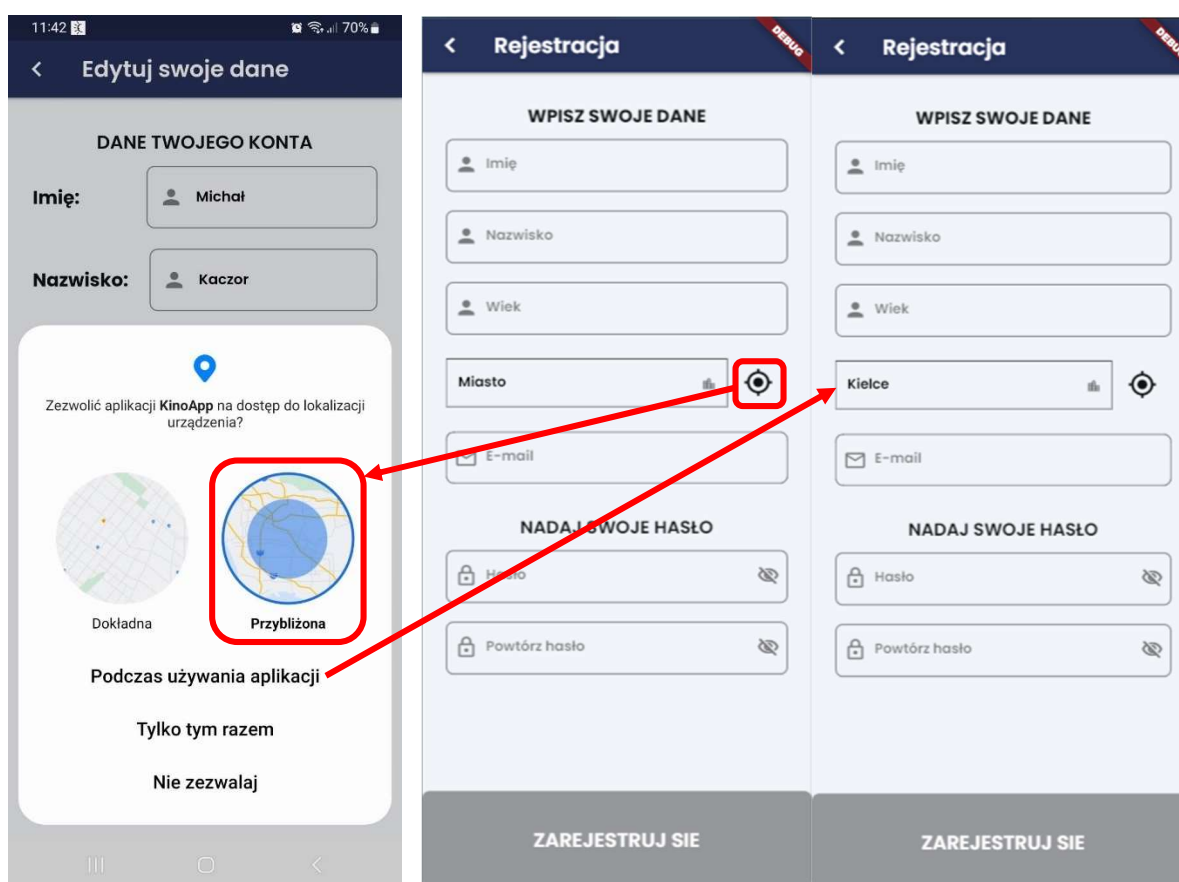 11:42
70%
Edytuj swoje dane
DANE TWOJEGO KONTA
Imię:
Michał
Nazwisko:
Kaczor
Zezwolić aplikacji KinoApp na dostęp do lokalizacji
urządzenia?
Dokładna
Przybliżona
Podczas używania aplikacji
Tylko tym razem
Nie zezwalaj
Rejestracja
DEBUG
WPISZ SWOJE DANE
Imię
Nazwisko
Wiek
Miasto
E-mail
NADAJ SWOJE HASŁO
Hasło
Powtórz hasło
ZAREJESTRUJ SIE
Rejestracja
WPISZ SWOJE DANE
Imię
Nazwisko
Wiek
Kielce
E-mail
NADAJ SWOJE HASŁO
Hasło
Powtórz hasło
ZAREJESTRUJ SIE